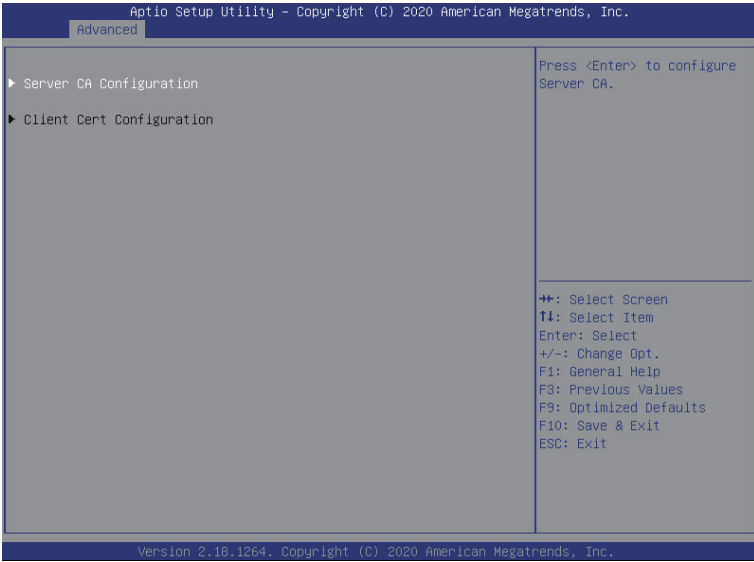 Aptio Setup Utility – Copyright (C) 2020 American Megatrends, Inc.
Advanced
▶ Server CA Configuration
▶ Client Cert Configuration
Press <Enter> to configure
Server CA.
→←: Select Screen
↑↓: Select Item
Enter: Select
+/-: Change Opt.
F1: General Help
F3: Previous Values
F9: Optimized Defaults
F10: Save & Exit
ESC: Exit
Version 2.18.1264. Copyright (C) 2020 American Megatrends, Inc.